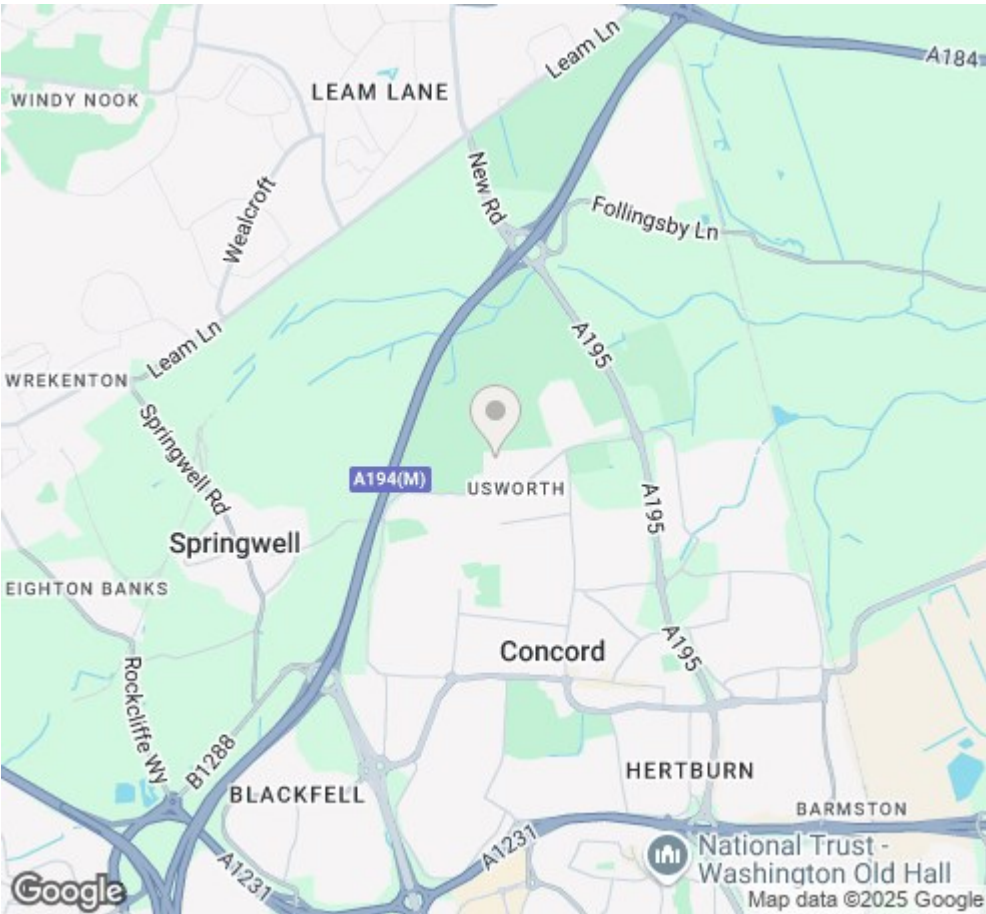 Leam Ln
A184
WINDY NOOK
LEAM LANE
New Rd
Wealcroft
Follingsby Ln
Leam Ln
A195
WREKENTON
Springwell Rd
A194(M)
USWORTH
A195
Springwell
EIGHTON BANKS
Concord
A195
Rockcliffe Wy
B1288
HERTBURN
BLACKFELL
BARMSTON
A1231
A1231
National Trust -
Washington Old Hall
Google
Map data ©2025 Google